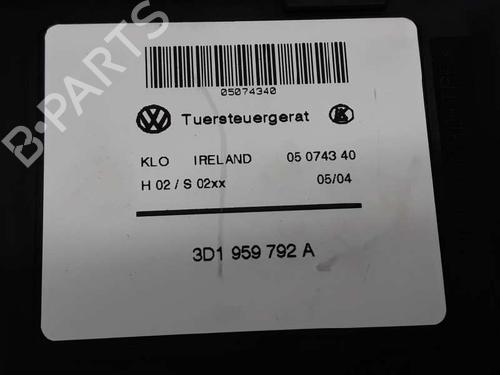 B-PARTS
05074340
Tuersteuergerat
KLO IRELAND 05 0743 40
H 02 / S 02xx 05/04
3D1 959 792 A